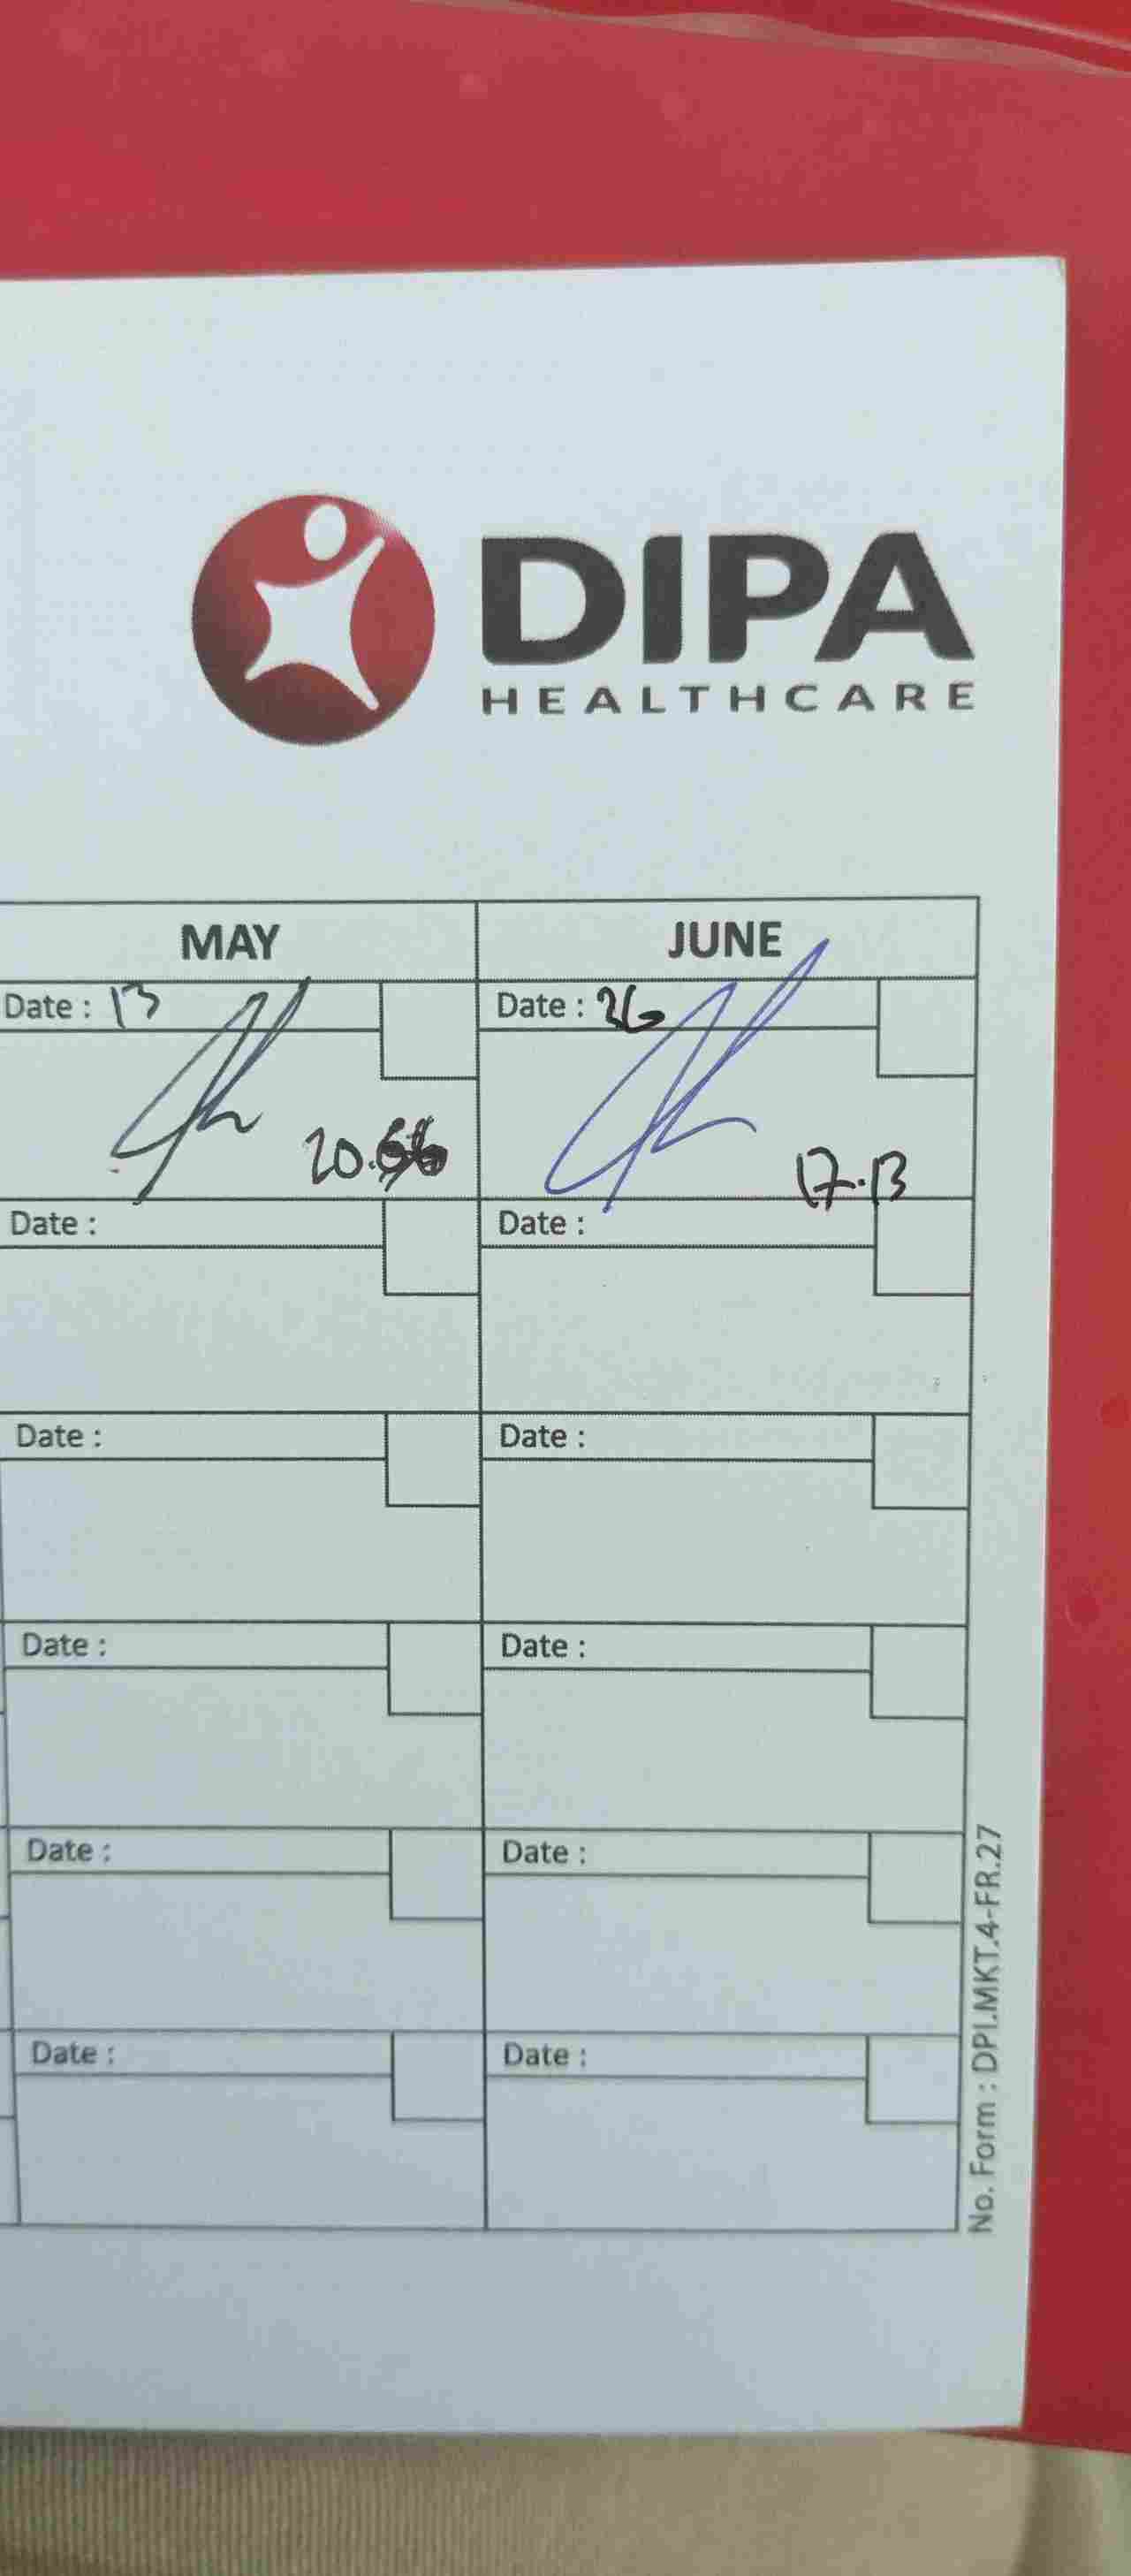 DIPA
HEALTHCARE
MAY JUNE
Date : 13 Date : 26
17.13
Date : Date :
Date : Date :
Date : Date :
Date : Date :
Date : Date :
No. Form : DPI.MKT.4-FR.27